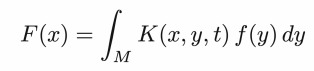 F(x) = ∫_M K(x, y, t) f(y) dy